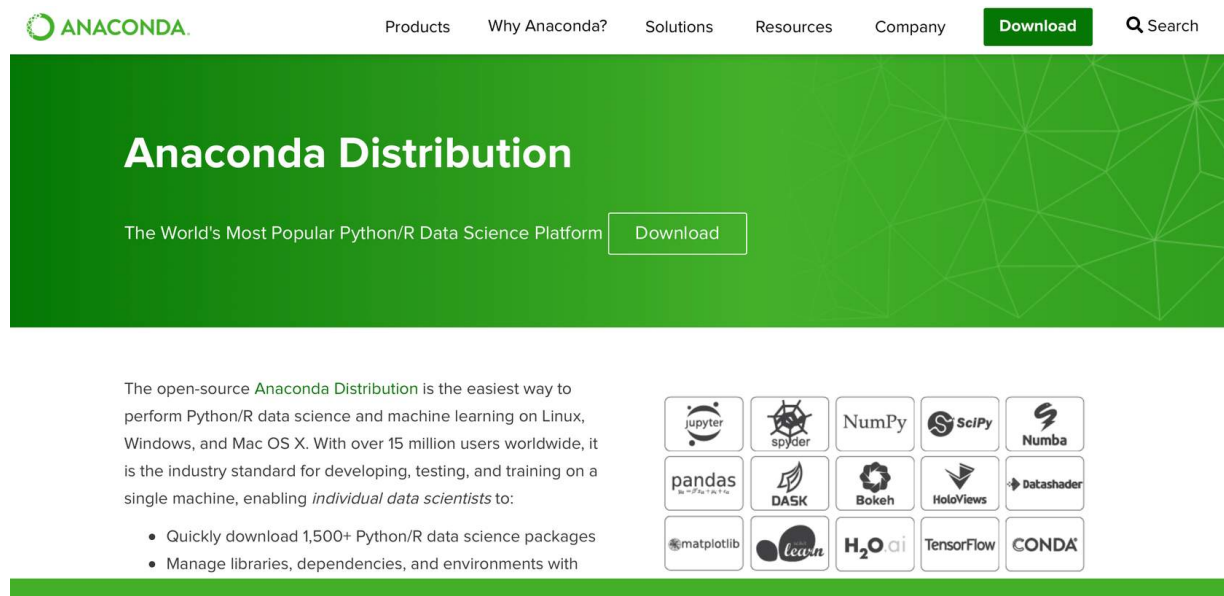 ANACONDA.
Products Why Anaconda? Solutions Resources Company Download Search
Anaconda Distribution
The World's Most Popular Python/R Data Science Platform Download
The open-source Anaconda Distribution is the easiest way to
perform Python/R data science and machine learning on Linux,
Windows, and Mac OS X. With over 15 million users worldwide, it
is the industry standard for developing, testing, and training on a
single machine, enabling individual data scientists to:
• Quickly download 1,500+ Python/R data science packages
• Manage libraries, dependencies, and environments with
jupyter spyder NumPy SciPy Numba
pandas DASK Bokeh HoloViews Datashader
matplotlib learn H2O.ai TensorFlow CONDA